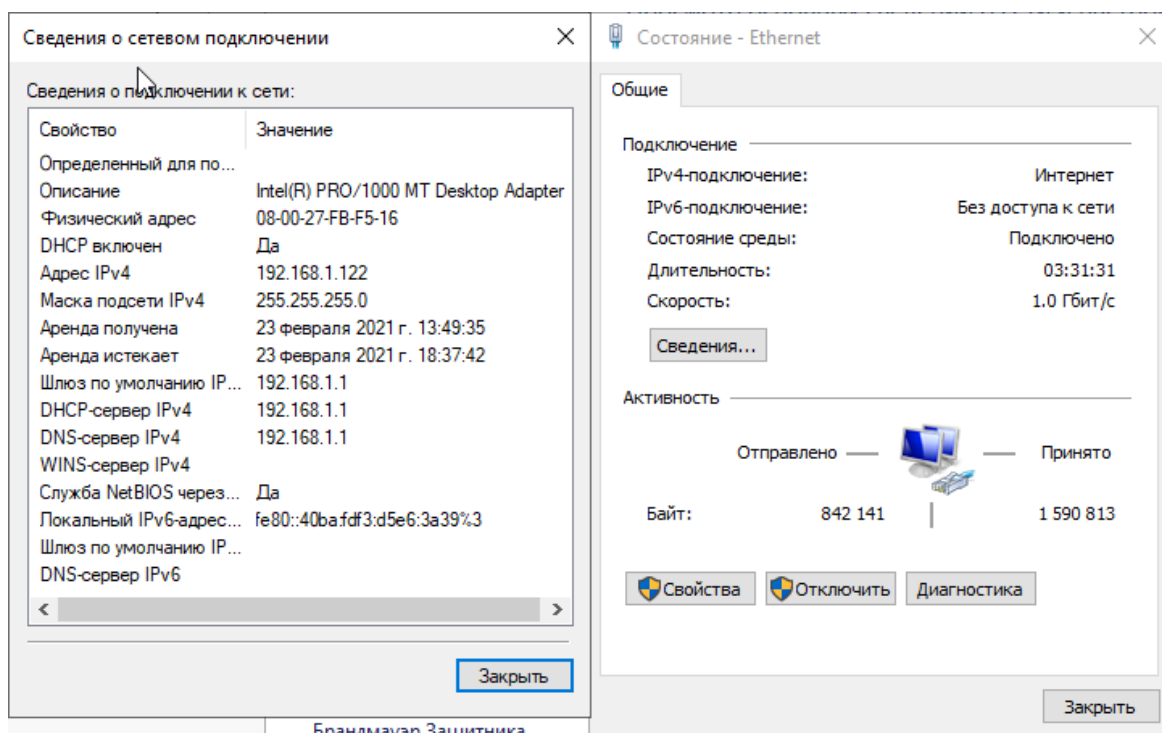 Сведения о сетевом подключении
Сведения о подключении к сети:
Свойство Значение
Определенный для по...
Описание Intel(R) PRO/1000 MT Desktop Adapter
Физический адрес 08-00-27-FB-F5-16
DHCP включен Да
Адрес IPv4 192.168.1.122
Маска подсети IPv4 255.255.255.0
Аренда получена 23 февраля 2021 г. 13:49:35
Аренда истекает 23 февраля 2021 г. 18:37:42
Шлюз по умолчанию IP... 192.168.1.1
DHCP-сервер IPv4 192.168.1.1
DNS-сервер IPv4 192.168.1.1
WINS-сервер IPv4
Служба NetBIOS через... Да
Локальный IPv6-адрес... fe80::40ba:fdf3:d5e6:3a39%3
Шлюз по умолчанию IP...
DNS-сервер IPv6
Закрыть
Состояние - Ethernet
Общие
Подключение
IPv4-подключение: Интернет
IPv6-подключение: Без доступа к сети
Состояние среды: Подключено
Длительность: 03:31:31
Скорость: 1.0 Гбит/с
Сведения...
Активность
Отправлено — — Принято
Байт: 842 141 1 590 813
Свойства Отключить Диагностика
Закрыть
Брандмауэр Защитника